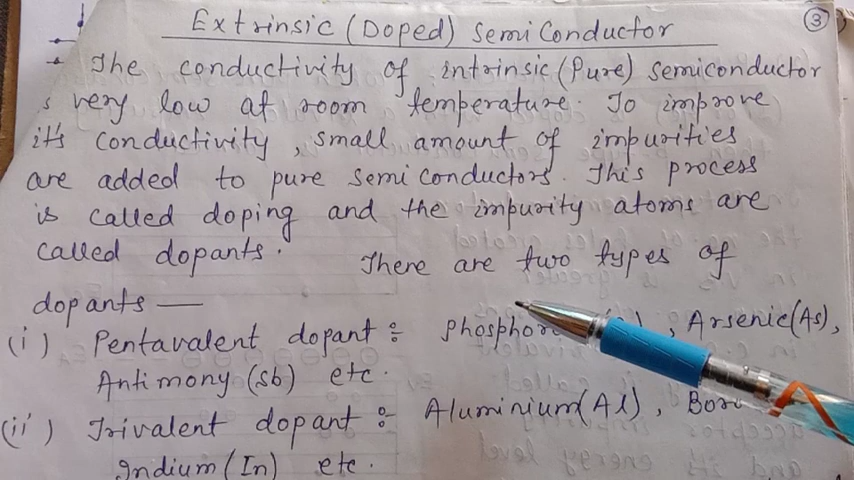 3
Extrinsic (Doped) Semi Conductor
The conductivity of intrinsic (Pure) semiconductor
s very low at room temperature. To improve
it's conductivity, small amount of impurities
are added to pure semi conductors. This process
is called doping and the impurity atoms are
called dopants. There are two types of
dopants —
(i) Pentavalent dopant : , Arsenic (As),
Antimony (Sb) etc.
(ii) Trivalent dopant : Aluminium (Al),
Indium (In) etc.